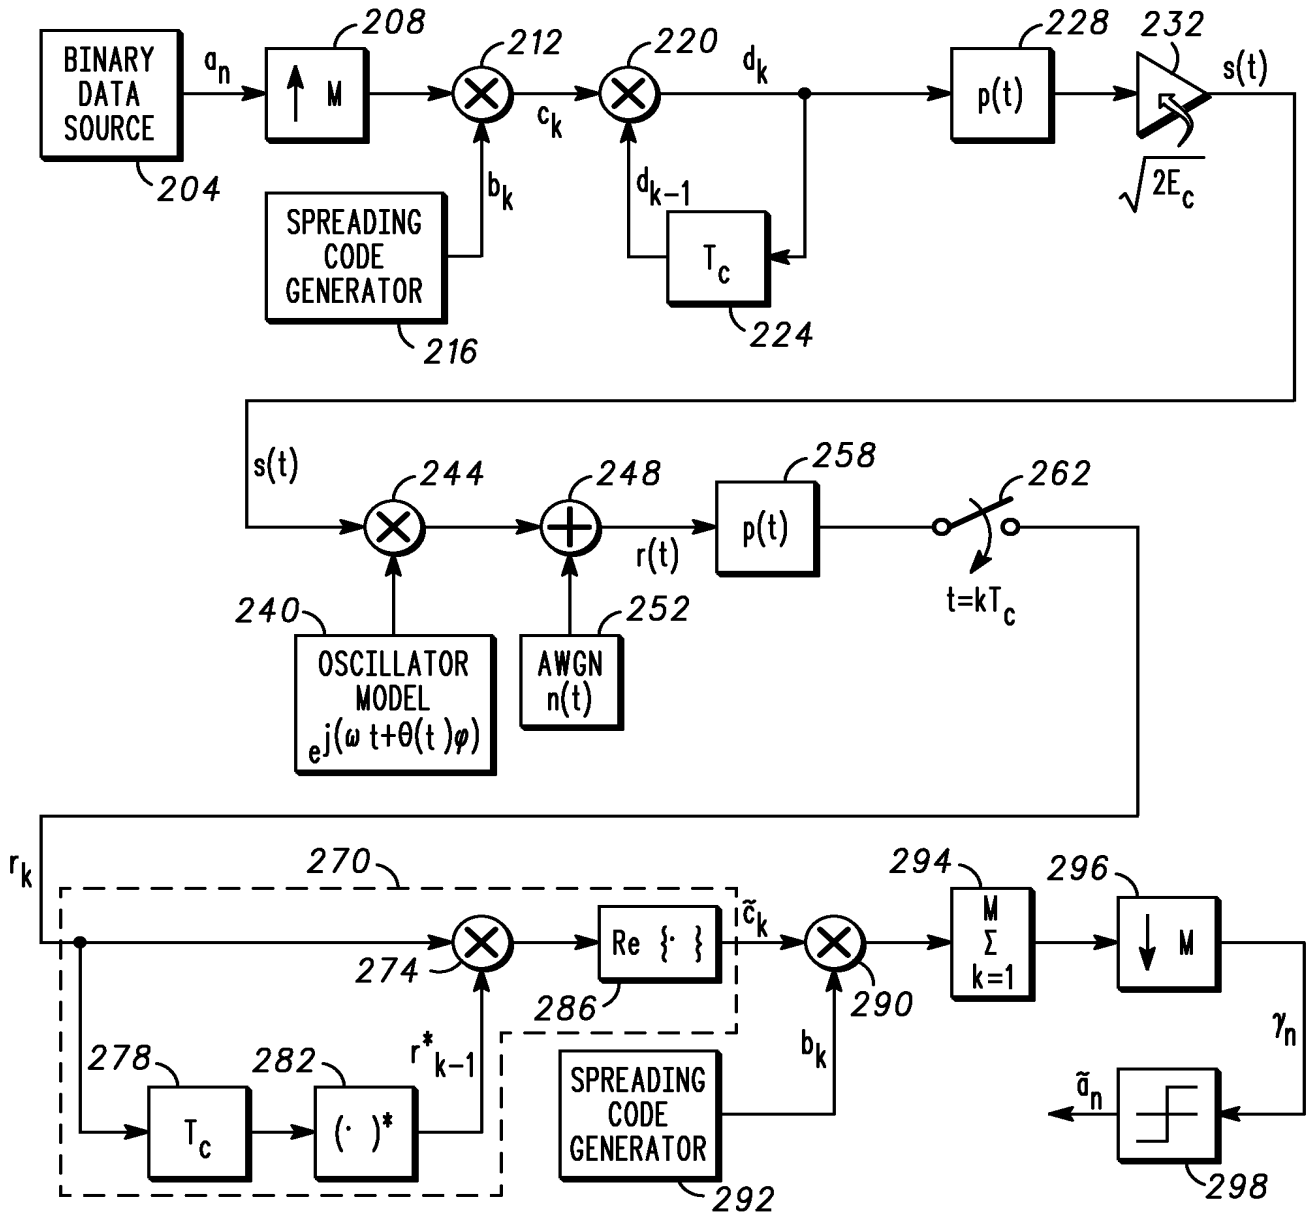 208
212
220
228
232
BINARY
DATA
SOURCE
a_n
↑ M
c_k
d_k
p(t)
s(t)
204
b_k
d_{k-1}
√2E_c
SPREADING
CODE
GENERATOR
216
T_c
224
s(t)
244
248
258
262
r(t)
p(t)
t=kT_c
240
252
OSCILLATOR
MODEL
e^{j(ω t+θ(t)φ)}
AWGN
n(t)
r_k
270
294
296
274
Re { · }
286
c̃_k
290
M
Σ
k=1
↓ M
γ_n
278
282
r*_{k-1}
b_k
T_c
( · )*
SPREADING
CODE
GENERATOR
292
ã_n
298